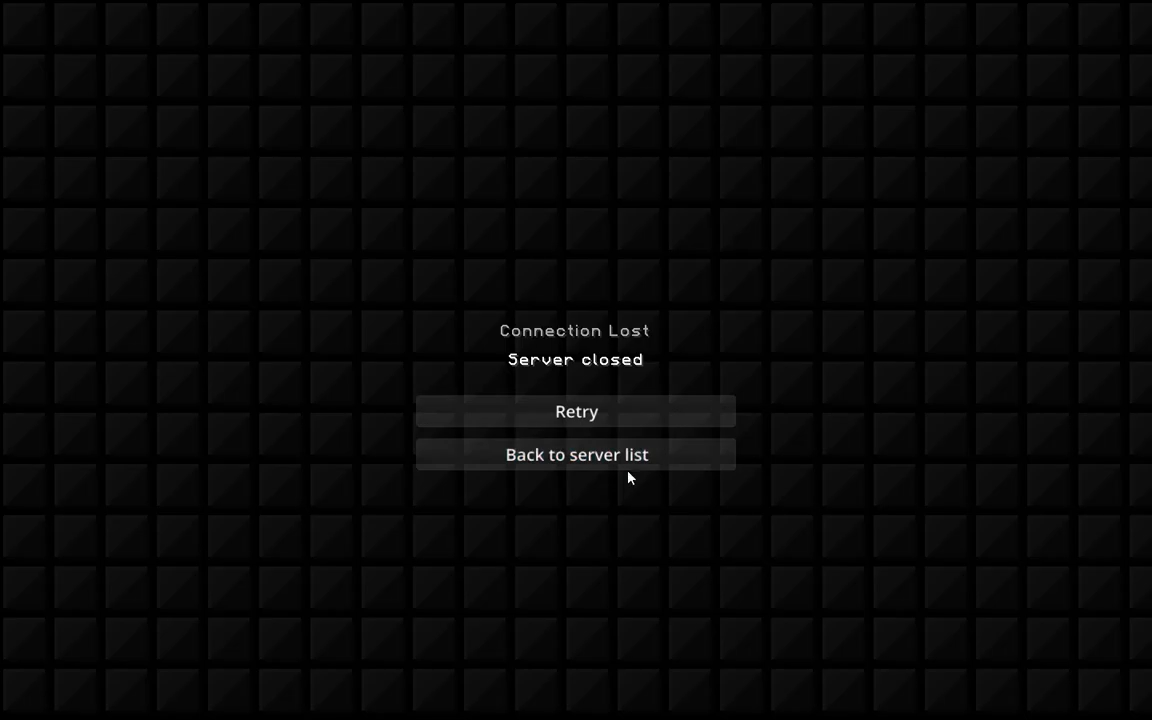 Connection Lost
Server closed
Retry
Back to server list